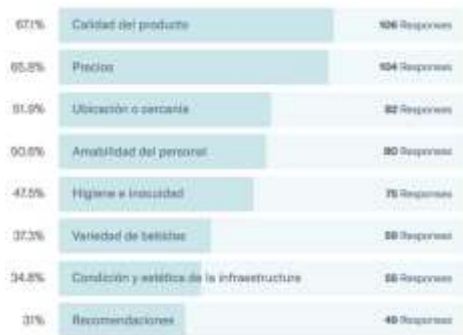 67.1% Calidad del producto 106 Responses
65.8% Precios 104 Responses
51.9% Ubicación o cercanía 82 Responses
50.6% Amabilidad del personal 80 Responses
47.5% Higiene e inocuidad 75 Responses
37.3% Variedad de bebidas 59 Responses
34.8% Condición y estética de la infraestructura 55 Responses
31% Recomendaciones 49 Responses